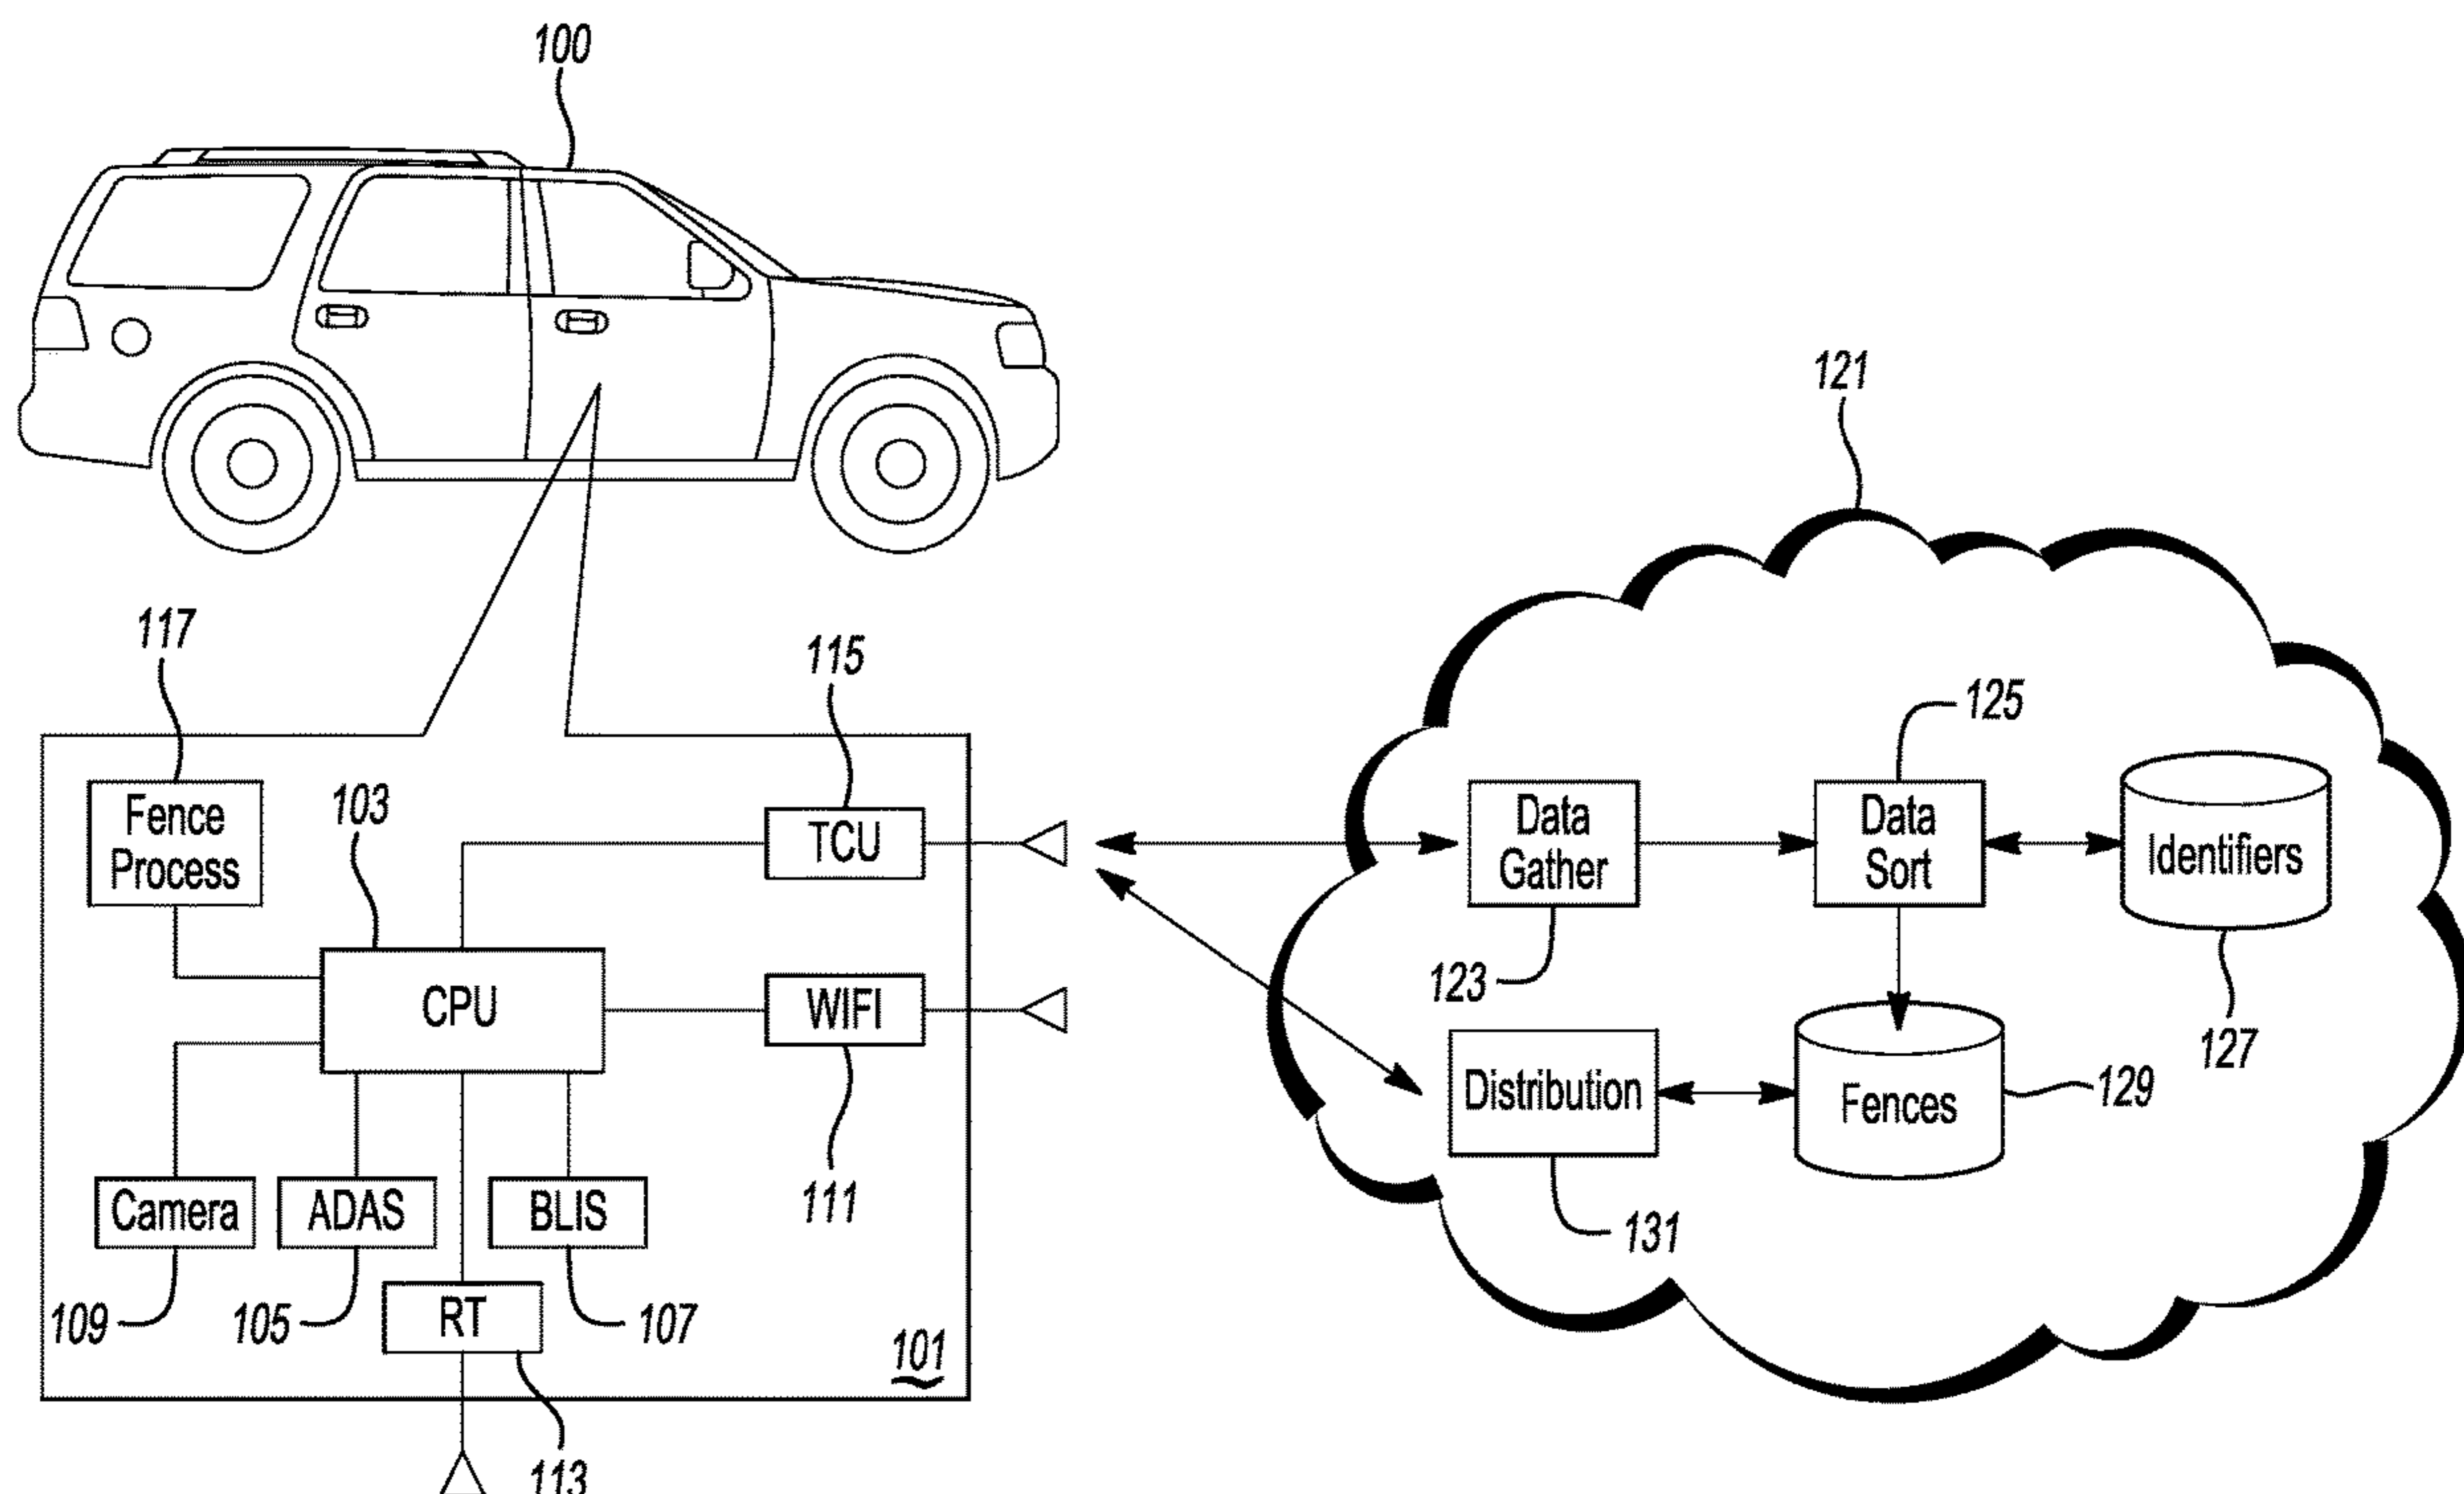 100
121
117
115
125
Fence
Process
103
TCU
Data
Gather
Data
Sort
Identifiers
CPU
WIFI
123
127
Distribution
Fences
129
Camera
ADAS
BLIS
111
131
109
105
RT
107
101
113